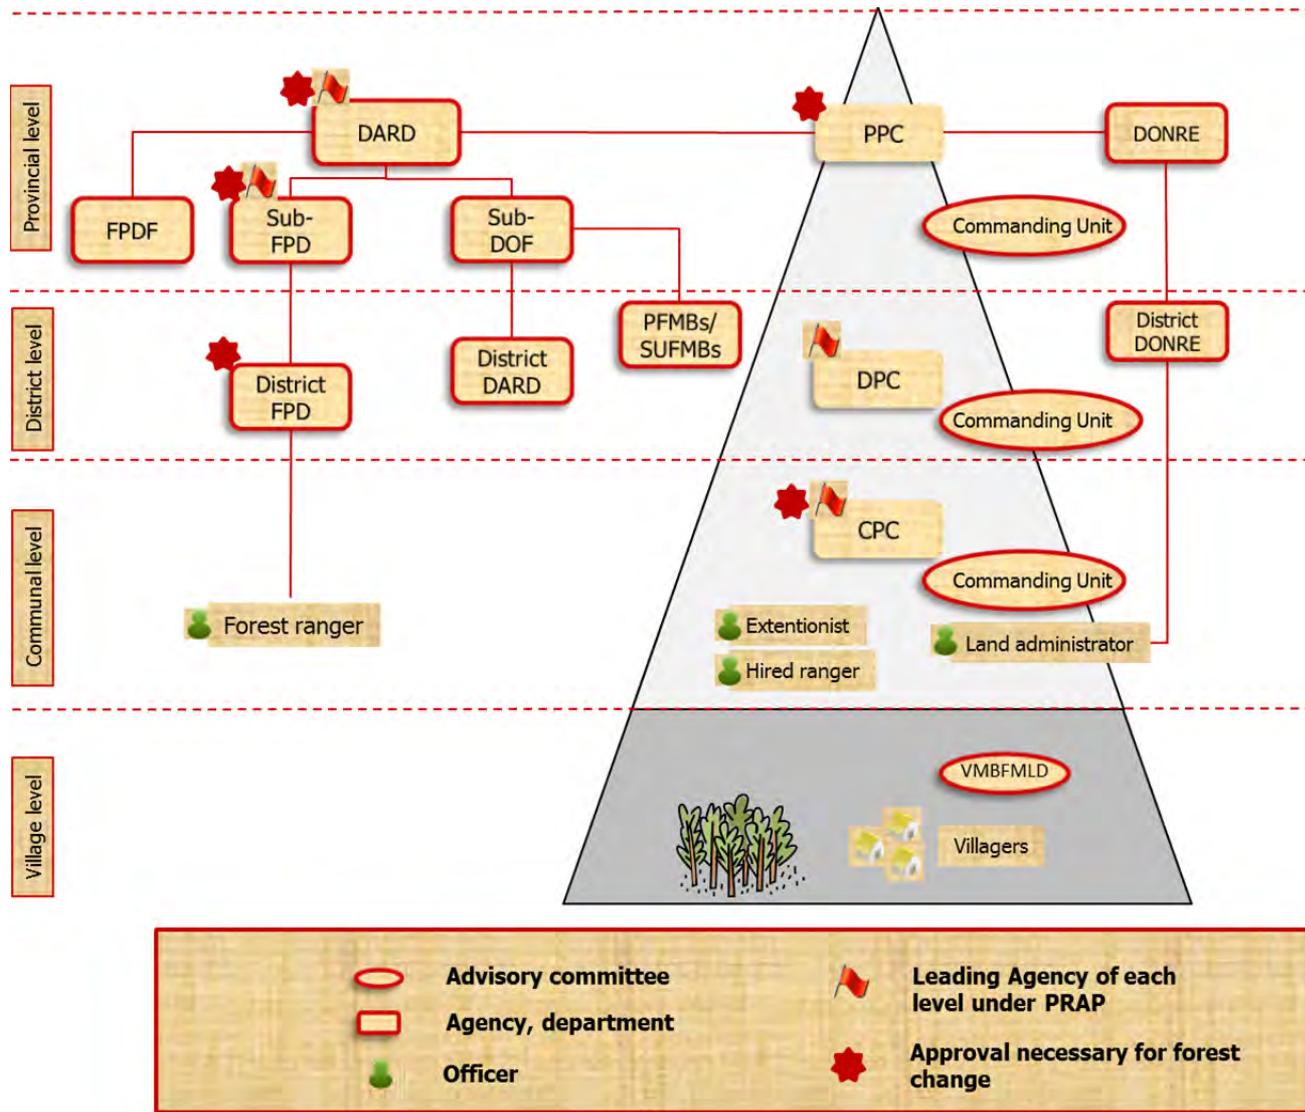 Provincial level
DARD
PPC
DONRE
FPDF
Sub-
FPD
Sub-
DOF
Commanding Unit
District level
PFMBs/
SUFMBs
District
DONRE
District
FPD
District
DARD
DPC
Commanding Unit
Communal level
CPC
Commanding Unit
Forest ranger
Extentionist
Land administrator
Hired ranger
Village level
VMBFMLD
Villagers
Advisory committee
Agency, department
Officer
Leading Agency of each
level under PRAP
Approval necessary for forest
change